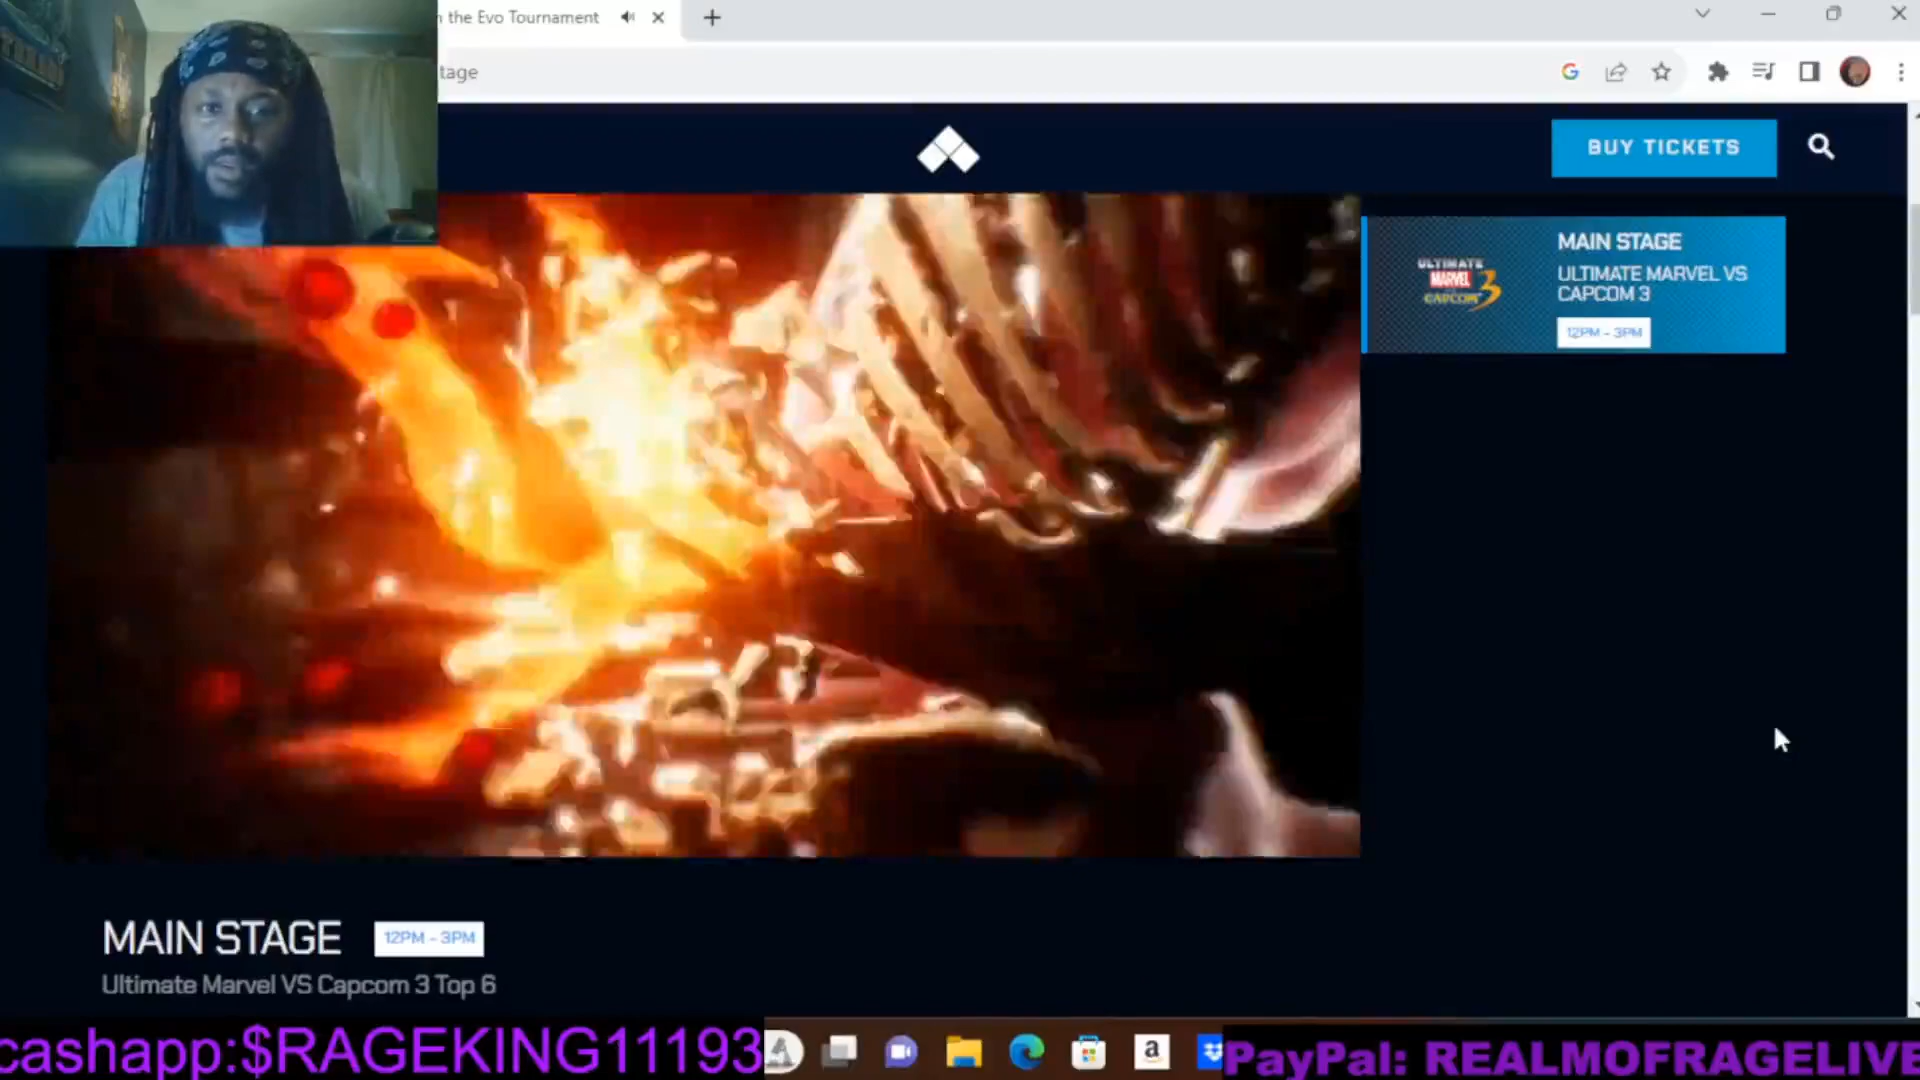 n the Evo Tournament
tage
BUY TICKETS
MAIN STAGE
ULTIMATE MARVEL VS
CAPCOM 3
12PM - 3PM
ULTIMATE
MARVEL
VS
CAPCOM 3
MAIN STAGE 12PM - 3PM
Ultimate Marvel VS Capcom 3 Top 6
cashapp:$RAGEKING11193
a
PayPal: REALMOFRAGELIVE